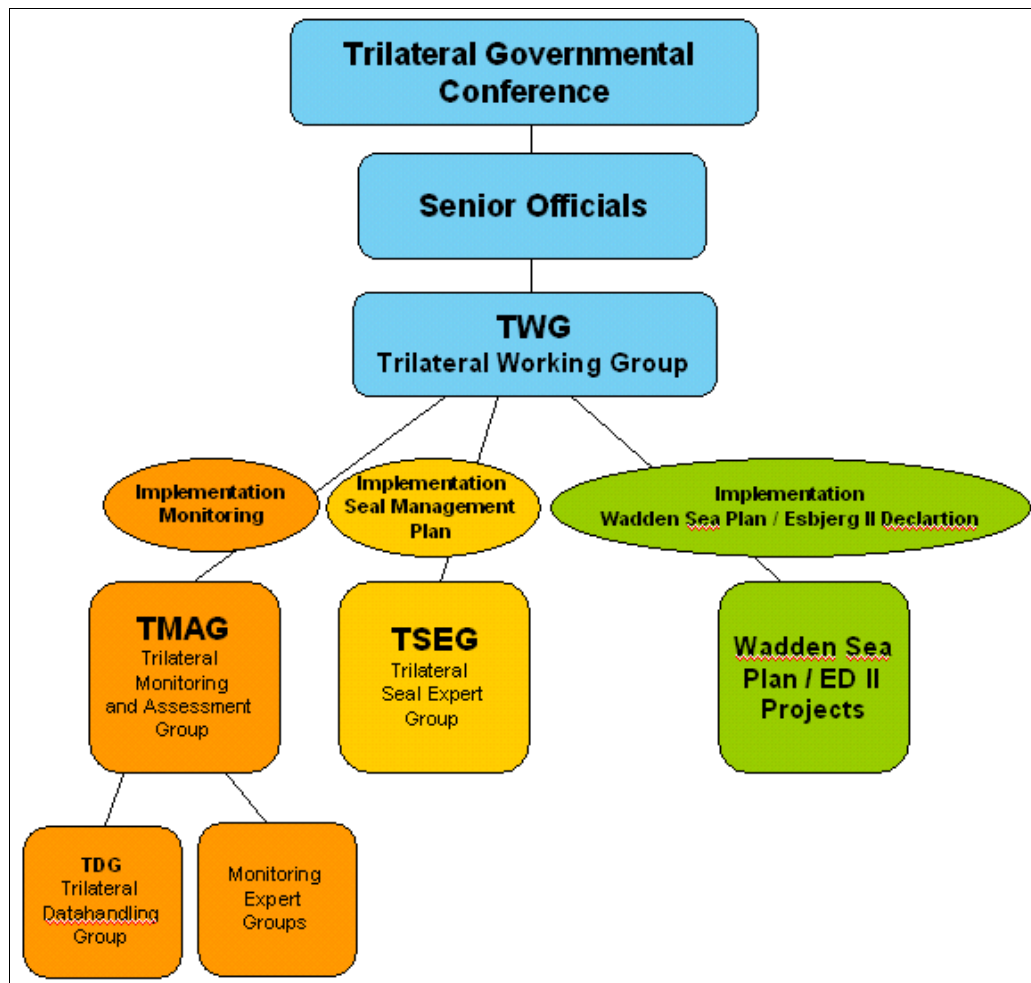 Trilateral Governmental
Conference
Senior Officials
TWG
Trilateral Working Group
Implementation
Monitoring
Implementation
Seal Management
Plan
Implementation
Wadden Sea Plan / Esbjerg II Declartion
TMAG
Trilateral
Monitoring
and Assessment
Group
TSEG
Trilateral
Seal Expert
Group
Wadden Sea
Plan / ED II
Projects
TDG
Trilateral
Datahandling
Group
Monitoring
Expert
Groups